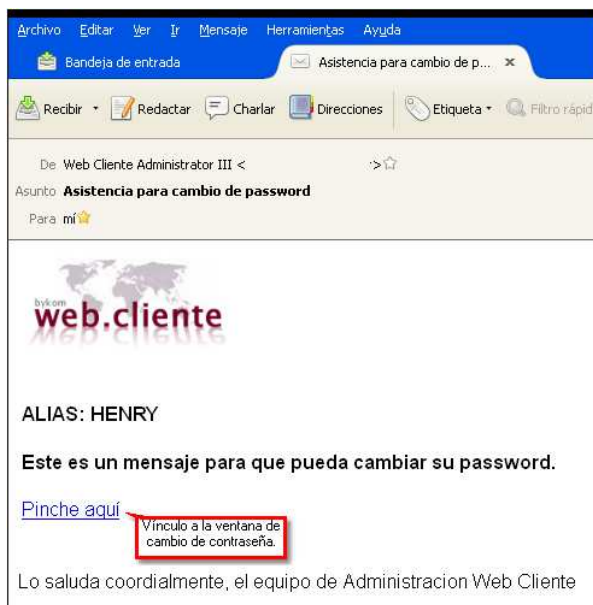 Archivo Editar Ver Ir Mensaje Herramientas Ayuda
Bandeja de entrada Asistencia para cambio de p...
Recibir Redactar Charlar Direcciones Etiqueta Filtro rápid
De Web Cliente Administrator III < >
Asunto Asistencia para cambio de password
Para mí
bykom
web.cliente
ALIAS: HENRY
Este es un mensaje para que pueda cambiar su password.
Pinche aquí
Vínculo a la ventana de
cambio de contraseña.
Lo saluda coordialmente, el equipo de Administracion Web Cliente